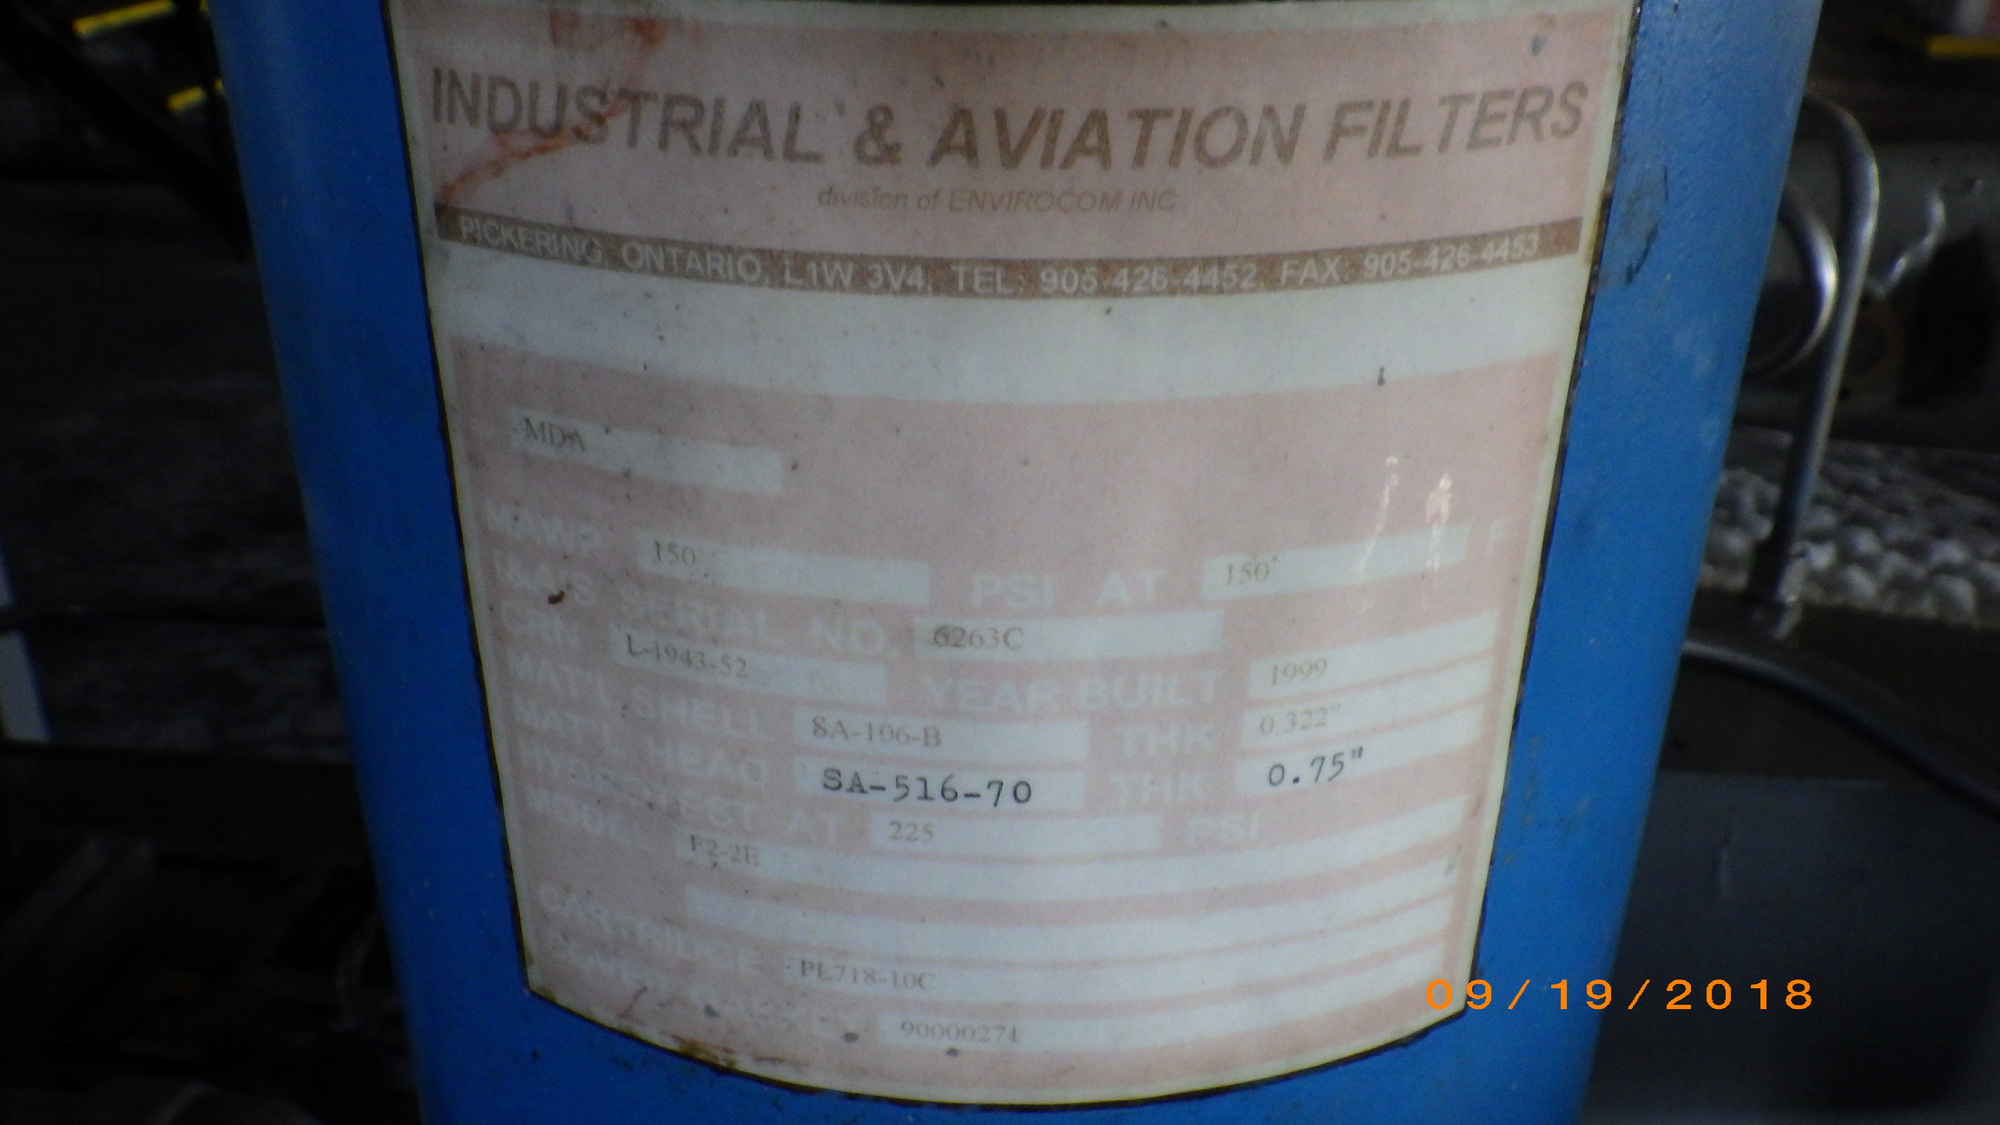 INDUSTRIAL & AVIATION FILTERS
division of ENVIROCOM INC
PICKERING, ONTARIO, L1W 3V4, TEL: 905-426-4452, FAX: 905-426-4453
MDA
MAWP 150 PSI AT 150 F
I&A'S SERIAL NO. 6263C
CRN L-1943-52 YEAR BUILT 1999
MAT'L SHELL SA-106-B THK 0.322"
MAT'L HEAD SA-516-70 THK 0.75"
HYDROTEST AT 225 PSI
MODEL F2-2E
CARTRIDGE PL718-10C
90000274
09/19/2018